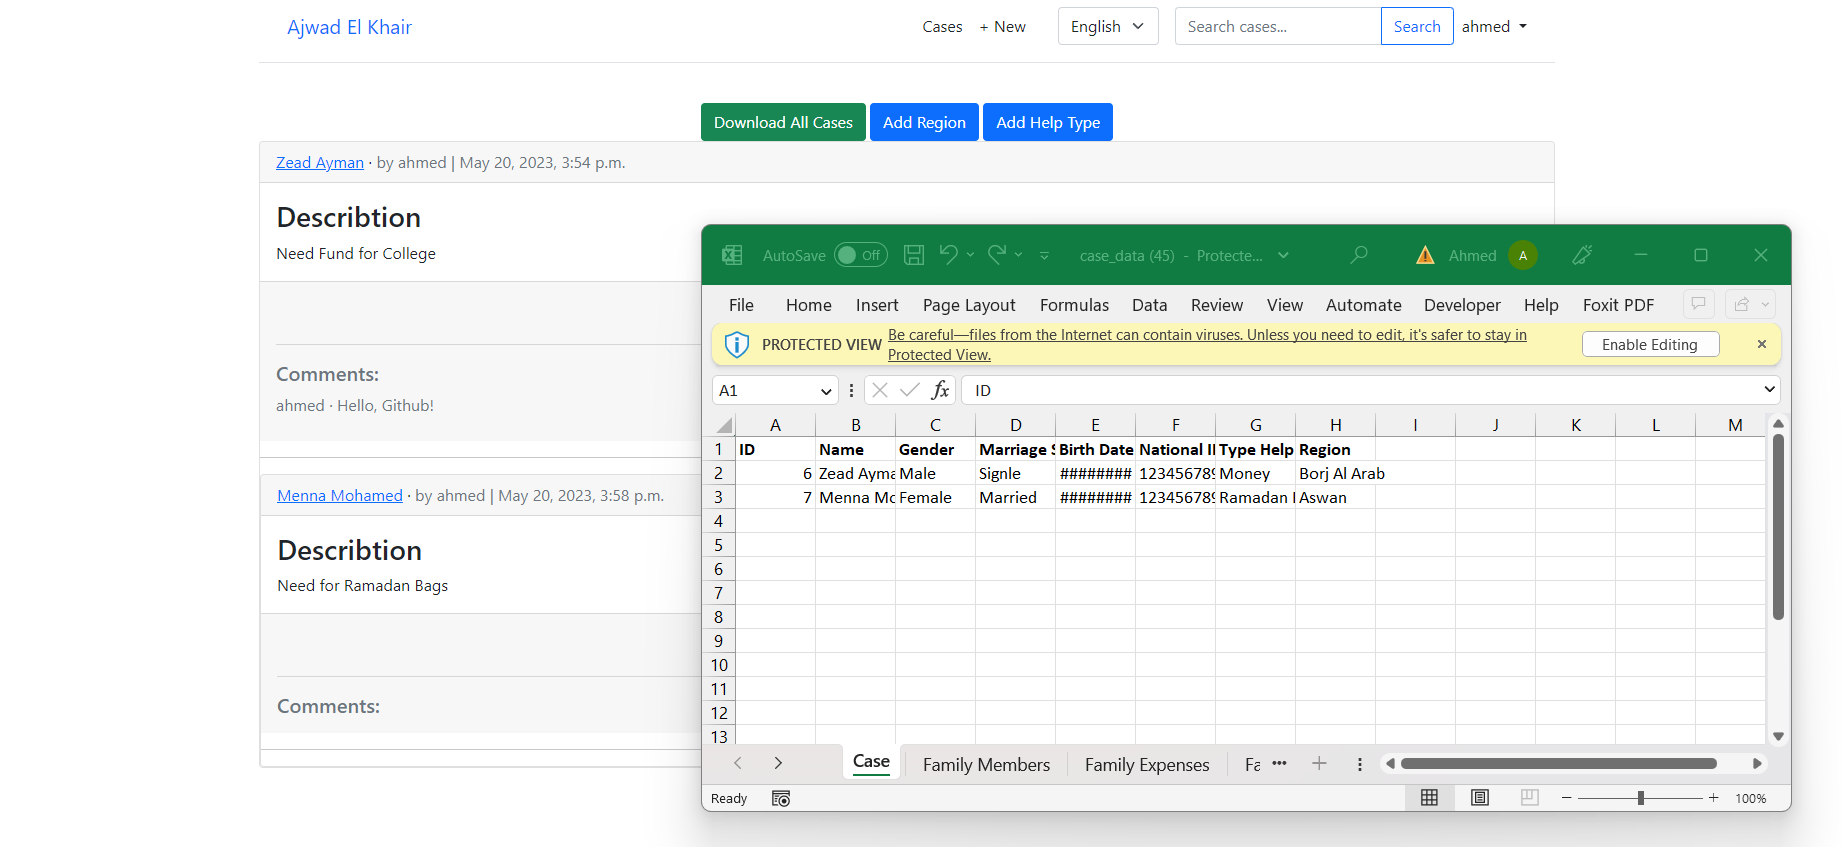 Ajwad El Khair
Cases + New English Search cases... Search ahmed
Download All Cases Add Region Add Help Type
Zead Ayman · by ahmed | May 20, 2023, 3:54 p.m.
Describtion
Need Fund for College
Comments:
ahmed · Hello, Github!
Menna Mohamed · by ahmed | May 20, 2023, 3:58 p.m.
Describtion
Need for Ramadan Bags
Comments:
AutoSave Off case_data (45) - Protecte... Ahmed A
File Home Insert Page Layout Formulas Data Review View Automate Developer Help Foxit PDF
PROTECTED VIEW Be careful—files from the Internet can contain viruses. Unless you need to edit, it's safer to stay in
Protected View.
Enable Editing
A1 fx ID
A B C D E F G H I J K L M
1 ID Name Gender Marriage S Birth Date National II Type Help Region
2 6 Zead Ayma Male Signle ######## 123456789 Money Borj Al Arab
3 7 Menna Mo Female Married ######## 123456789 Ramadan Aswan
4
5
6
7
8
9
10
11
12
13
Case Family Members Family Expenses Fa ...
Ready 100%